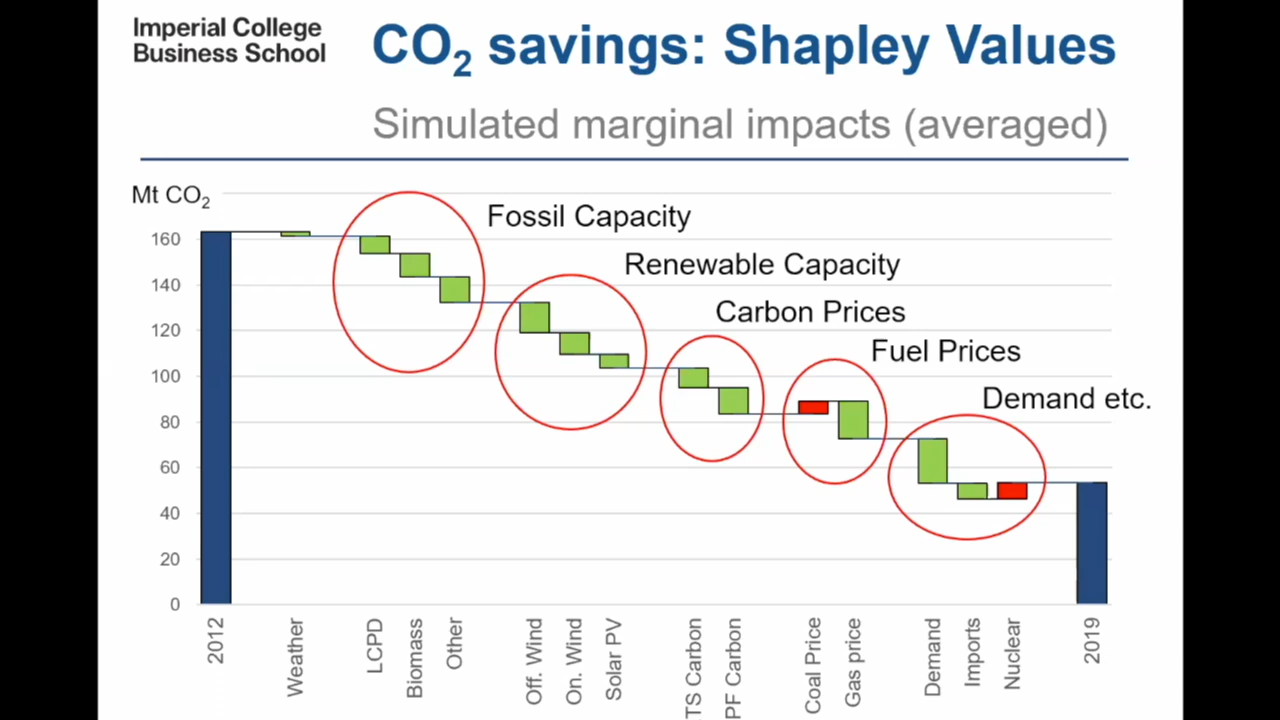 Imperial College
Business School
CO₂ savings: Shapley Values
Simulated marginal impacts (averaged)
Mt CO₂
Fossil Capacity
Renewable Capacity
Carbon Prices
Fuel Prices
Demand etc.
160
140
120
100
80
60
40
20
0
2012
Weather
LCPD
Biomass
Other
Off. Wind
On. Wind
Solar PV
TS Carbon
PF Carbon
Coal Price
Gas price
Demand
Imports
Nuclear
2019